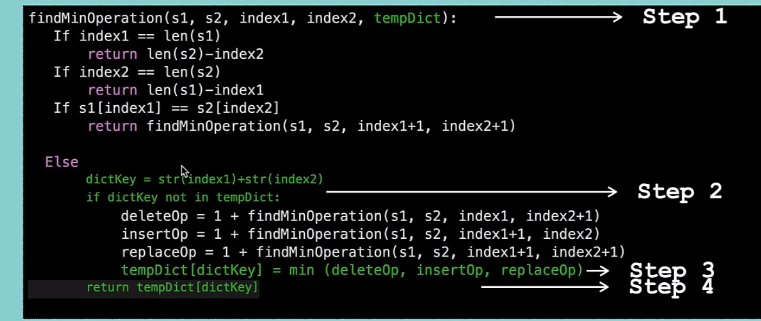 findMinOperation(s1, s2, index1, index2, tempDict): Step 1
If index1 == len(s1)
return len(s2)-index2
If index2 == len(s2)
return len(s1)-index1
If s1[index1] == s2[index2]
return findMinOperation(s1, s2, index1+1, index2+1)
Else
dictKey = str(index1)+str(index2)
if dictKey not in tempDict: Step 2
deleteOp = 1 + findMinOperation(s1, s2, index1, index2+1)
insertOp = 1 + findMinOperation(s1, s2, index1+1, index2)
replaceOp = 1 + findMinOperation(s1, s2, index1+1, index2+1)
tempDict[dictKey] = min (deleteOp, insertOp, replaceOp) Step 3
return tempDict[dictKey] Step 4